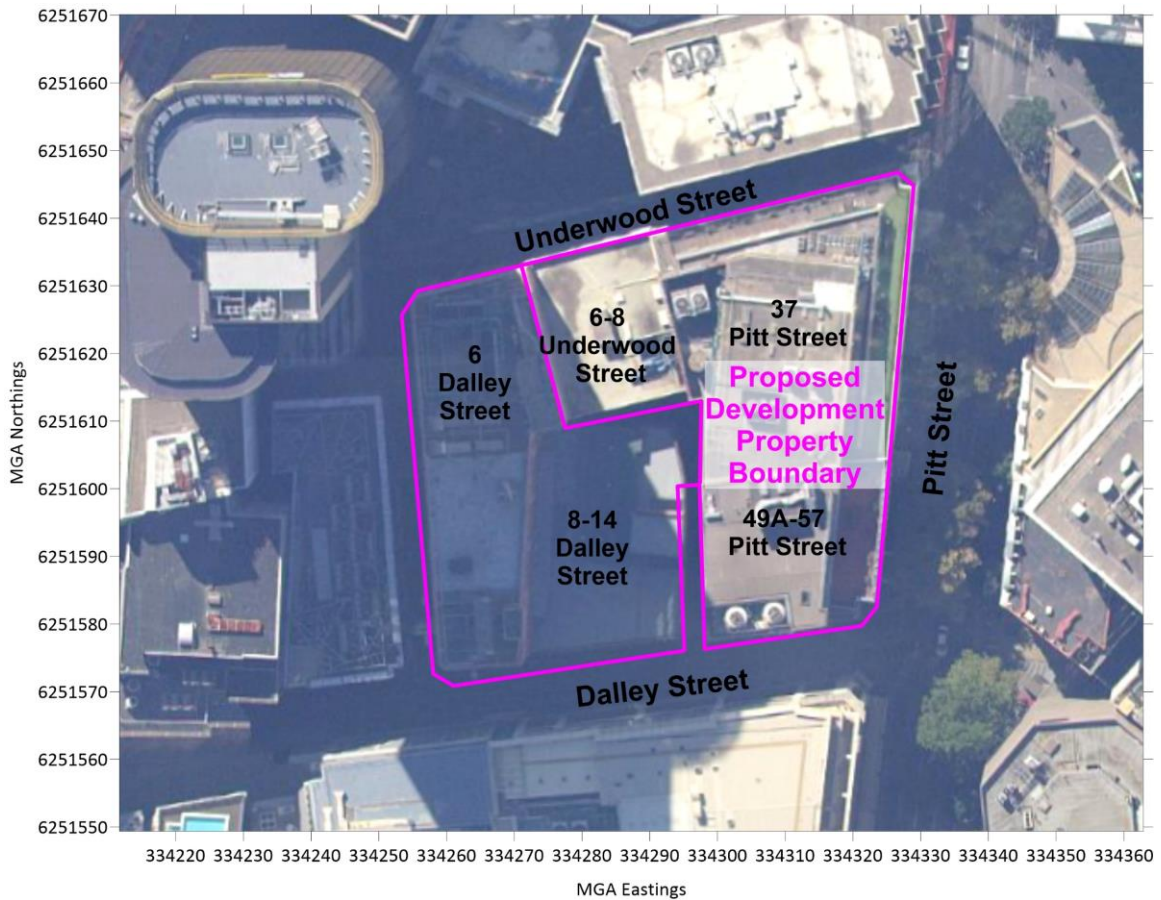 6251670
6251660
6251650
6251640
6251630
6251620
6251610
6251600
6251590
6251580
6251570
6251560
6251550
MGA Northings
Underwood Street
6-8
Underwood
Street
37
Pitt Street
6
Dalley
Street
Proposed
Development
Property
Boundary
Pitt Street
8-14
Dalley
Street
49A-57
Pitt Street
Dalley Street
334220 334230 334240 334250 334260 334270 334280 334290 334300 334310 334320 334330 334340 334350 334360
MGA Eastings